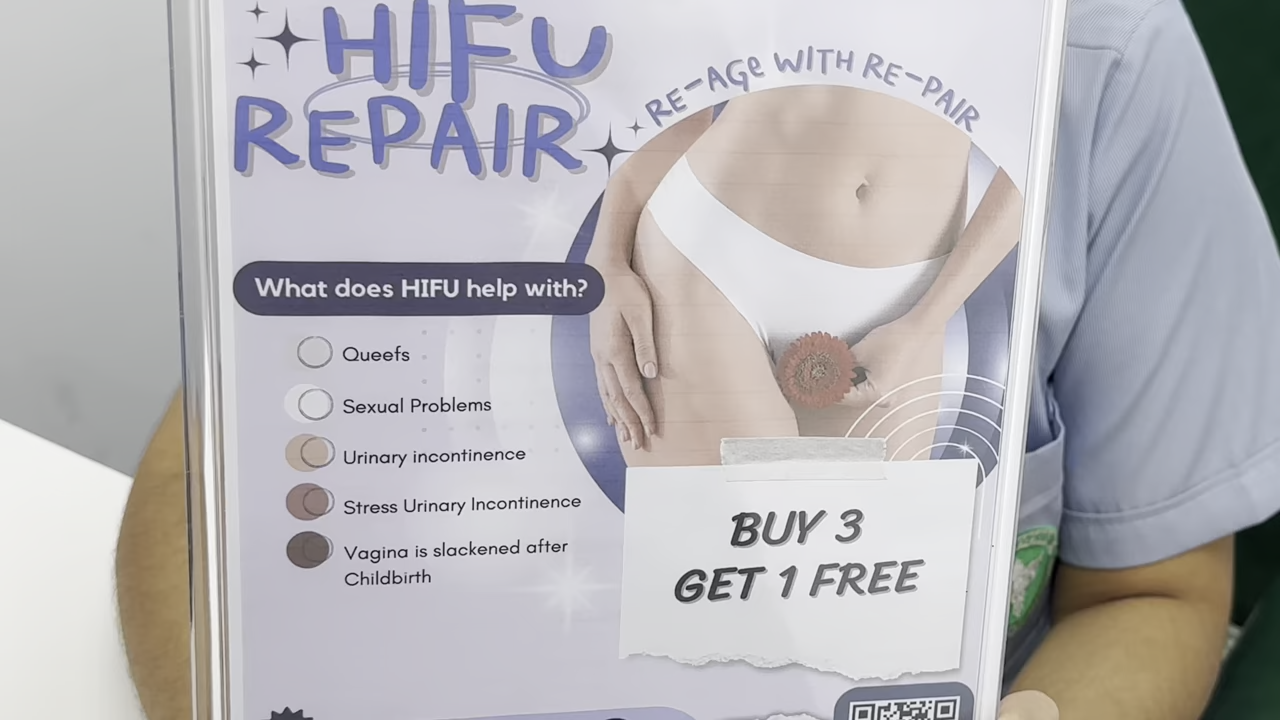 HIFU
REPAIR
RE-AGe WITH RE-PAIR
What does HIFU help with?
Queefs
Sexual Problems
Urinary incontinence
Stress Urinary Incontinence
Vagina is slackened after
Childbirth
BUY 3
GET 1 FREE